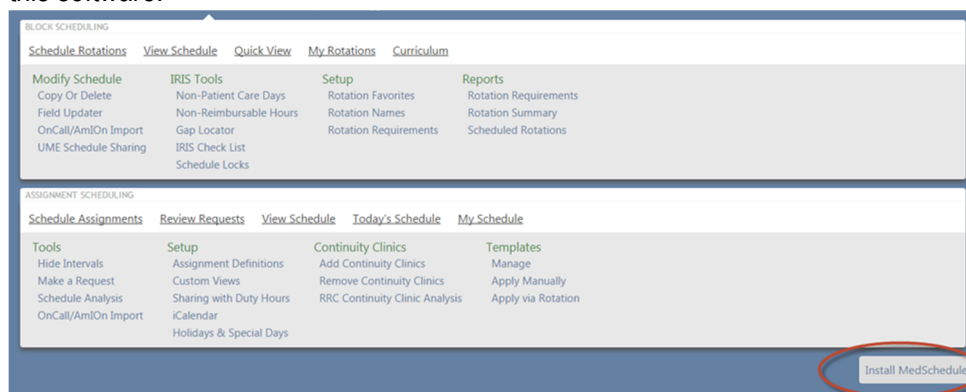 this software.
BLOCK SCHEDULING
Schedule Rotations View Schedule Quick View My Rotations Curriculum
Modify Schedule IRIS Tools Setup Reports
Copy Or Delete Non-Patient Care Days Rotation Favorites Rotation Requirements
Field Updater Non-Reimbursable Hours Rotation Names Rotation Summary
OnCall/AmIOn Import Gap Locator Rotation Requirements Scheduled Rotations
UME Schedule Sharing IRIS Check List
Schedule Locks
ASSIGNMENT SCHEDULING
Schedule Assignments Review Requests View Schedule Today's Schedule My Schedule
Tools Setup Continuity Clinics Templates
Hide Intervals Assignment Definitions Add Continuity Clinics Manage
Make a Request Custom Views Remove Continuity Clinics Apply Manually
Schedule Analysis Sharing with Duty Hours RRC Continuity Clinic Analysis Apply via Rotation
OnCall/AmIOn Import iCalendar
Holidays & Special Days
Install MedSchedule